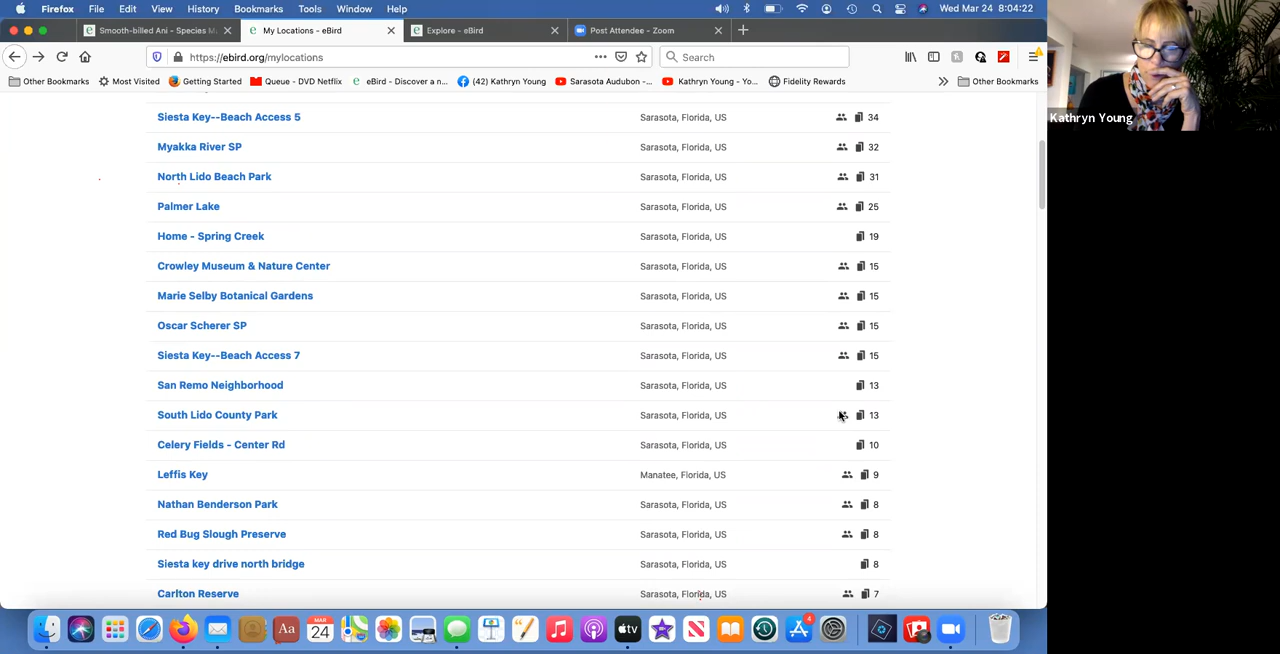 Firefox File Edit View History Bookmarks Tools Window Help Wed Mar 24 8:04:22
Smooth-billed Ani - Species M
My Locations - eBird
Explore - eBird
Post Attendee - Zoom
https://ebird.org/mylocations
Search
Other Bookmarks Most Visited Getting Started Queue - DVD Netflix eBird - Discover a n... (42) Kathryn Young Sarasota Audubon -... Kathryn Young - Yo... Fidelity Rewards Other Bookmarks
Kathryn Young
Siesta Key--Beach Access 5 Sarasota, Florida, US 34
Myakka River SP Sarasota, Florida, US 32
North Lido Beach Park Sarasota, Florida, US 31
Palmer Lake Sarasota, Florida, US 25
Home - Spring Creek Sarasota, Florida, US 19
Crowley Museum & Nature Center Sarasota, Florida, US 15
Marie Selby Botanical Gardens Sarasota, Florida, US 15
Oscar Scherer SP Sarasota, Florida, US 15
Siesta Key--Beach Access 7 Sarasota, Florida, US 15
San Remo Neighborhood Sarasota, Florida, US 13
South Lido County Park Sarasota, Florida, US 13
Celery Fields - Center Rd Sarasota, Florida, US 10
Leffis Key Manatee, Florida, US 9
Nathan Benderson Park Sarasota, Florida, US 8
Red Bug Slough Preserve Sarasota, Florida, US 8
Siesta key drive north bridge Sarasota, Florida, US 8
Carlton Reserve Sarasota, Florida, US 7
MAR
24
Aa
tv
4